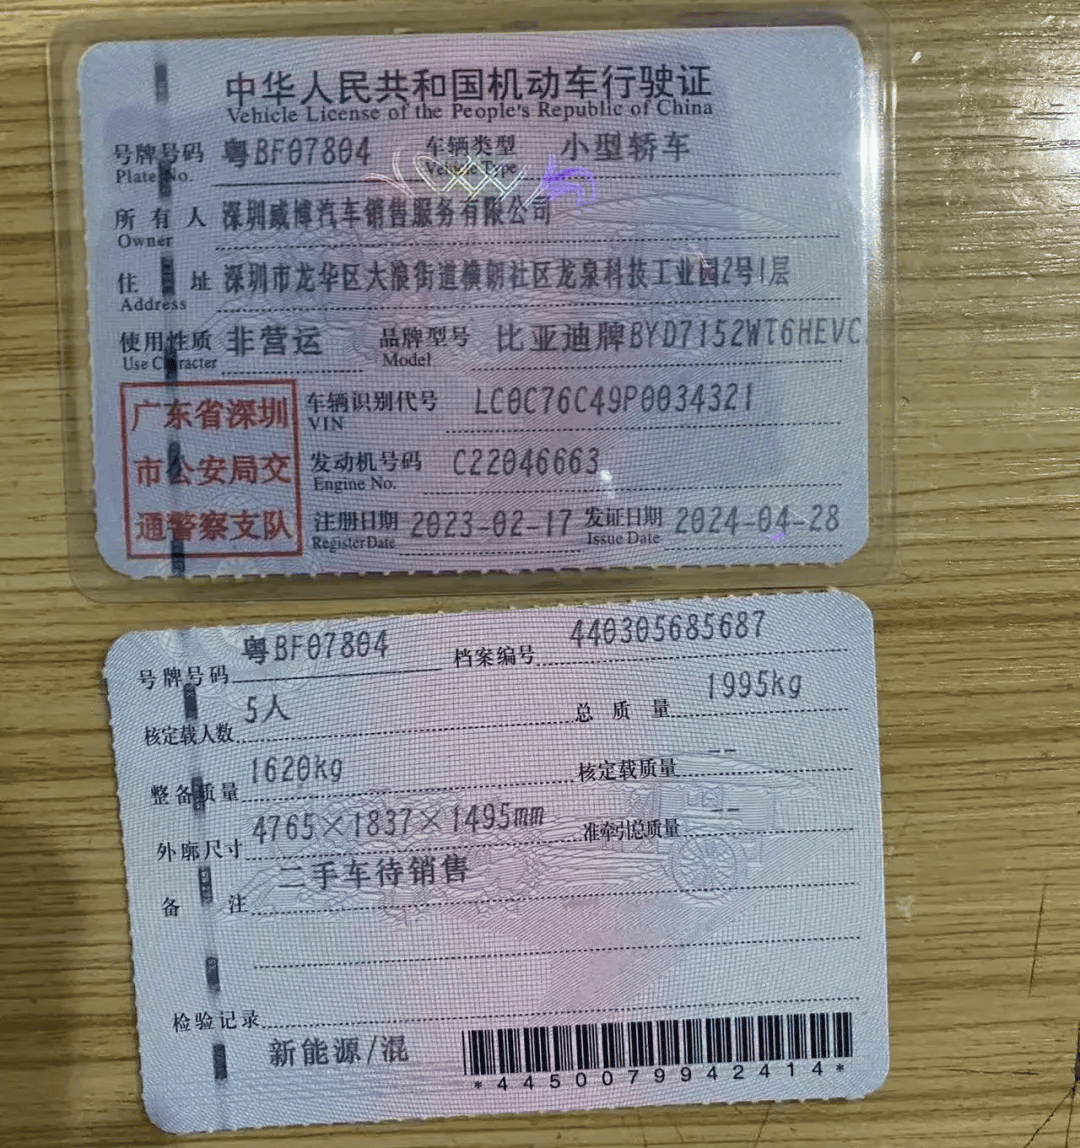 中华人民共和国机动车行驶证
Vehicle License of the People's Republic of China
号牌号码 粤BF07804 车辆类型 小型轿车
Plate No. Vehicle Type
所有人 深圳威博汽车销售服务有限公司
Owner
住址 深圳市龙华区大浪街道横朗社区龙泉科技工业园2号1层
Address
使用性质 非营运 品牌型号 比亚迪牌BYD7152WT6HEVC
Use Character Model
广东省深圳
市公安局交
通警察支队
车辆识别代号 LC0C76C49P0034321
VIN
发动机号码 C22046663
Engine No.
注册日期 2023-02-17 发证日期 2024-04-28
Register Date Issue Date
号牌号码 粤BF07804 档案编号 440305685687
核定载人数 5人 总质量 1995kg
整备质量 1620kg 核定载质量 --
外廓尺寸 4765×1837×1495mm 准牵引总质量 --
备注 二手车待销售
检验记录
新能源/混
*4450079942414*